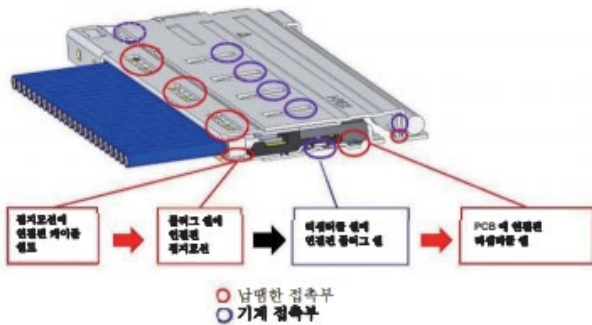 접지모선에
연결된 케이블
쉴드
플러그 쉘에
연결된
접지모선
리셉터클 쉘에
연결된 플러그 쉘
PCB 에 연결된
리셉터클 쉘
납땜한 접촉부
기계 접촉부